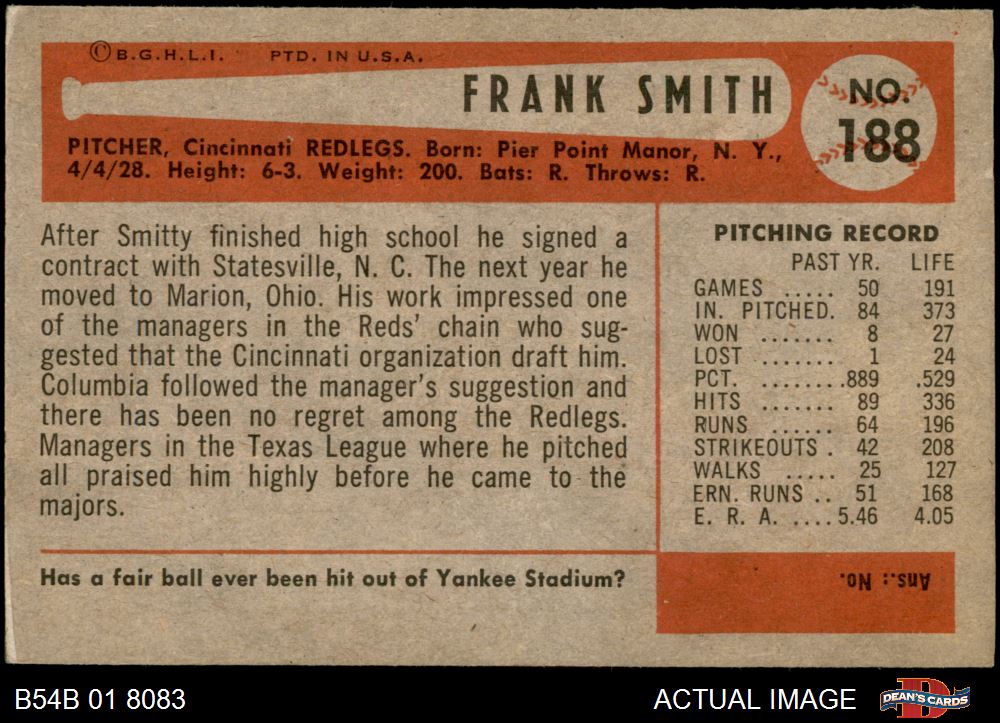 © B.G.H.L.I. PTD. IN U.S.A.
FRANK SMITH
NO.
188
PITCHER, Cincinnati REDLEGS. Born: Pier Point Manor, N. Y.,
4/4/28. Height: 6-3. Weight: 200. Bats: R. Throws: R.
After Smitty finished high school he signed a
contract with Statesville, N. C. The next year he
moved to Marion, Ohio. His work impressed one
of the managers in the Reds' chain who sug-
gested that the Cincinnati organization draft him.
Columbia followed the manager's suggestion and
there has been no regret among the Redlegs.
Managers in the Texas League where he pitched
all praised him highly before he came to the
majors.
PITCHING RECORD
PAST YR. LIFE
GAMES ..... 50 191
IN. PITCHED. 84 373
WON ....... 8 27
LOST ....... 1 24
PCT. ........ .889 .529
HITS ....... 89 336
RUNS ...... 64 196
STRIKEOUTS . 42 208
WALKS ..... 25 127
ERN. RUNS .. 51 168
E. R. A. .... 5.46 4.05
Has a fair ball ever been hit out of Yankee Stadium?
Ans.: No.
B54B 01 8083
ACTUAL IMAGE
DEAN'S CARDS